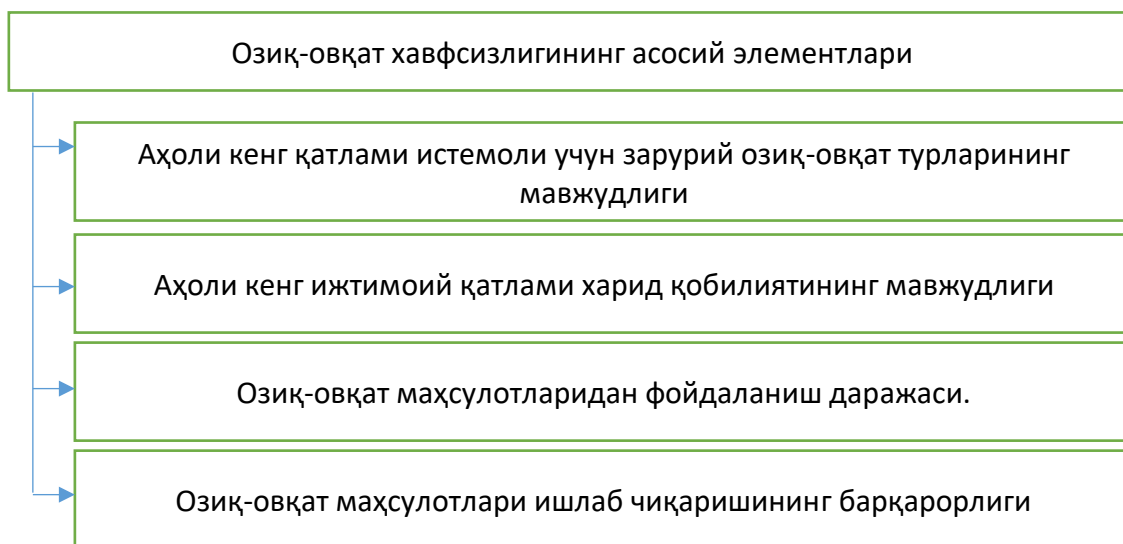 Озиқ-овқат хавфсизлигининг асосий элементлари
Аҳоли кенг қатлами истемоли учун зарурий озиқ-овқат турларининг
мавжудлиги
Аҳоли кенг ижтимоий қатлами харид қобилиятининг мавжудлиги
Озиқ-овқат маҳсулотларидан фойдаланиш даражаси.
Озиқ-овқат маҳсулотлари ишлаб чиқаришининг барқарорлиги